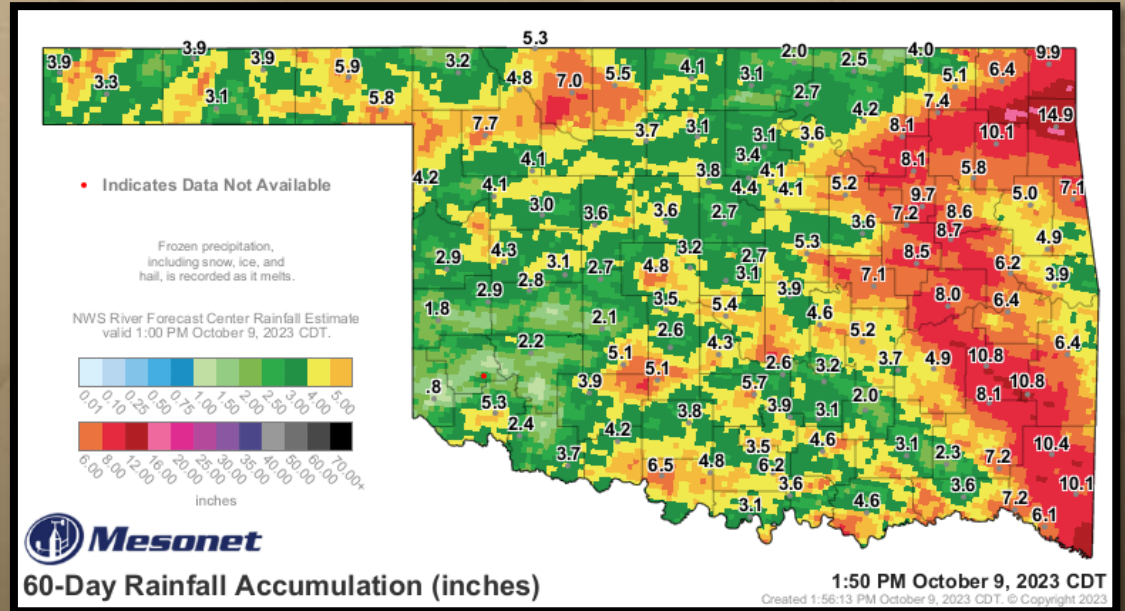 5.3
3.9 3.9 3.9 5.9 3.2 2.0 2.5 4.0 9.9
3.3 3.1 5.8 4.8 7.0 5.5 4.1 3.1 2.7 5.1 6.4
7.7 3.7 3.1 3.1 3.6 4.2 7.4 8.1 10.1 14.9
4.2 4.1 4.1 3.8 3.4 4.1 8.1 5.8
• Indicates Data Not Available
3.0 3.6 3.6 4.4 2.7 4.1 5.2 9.7 5.0 7.1
3.6 7.2 8.6 8.7
Frozen precipitation,
including snow, ice, and
hail, is recorded as it melts.
2.9 4.3 3.1 2.7 4.8 3.2 2.7 5.3 8.5 4.9
2.9 2.8 3.1 3.9 7.1 6.2 3.9
1.8 2.1 3.5 5.4 4.6 8.0 6.4
NWS River Forecast Center Rainfall Estimate
valid 1:00 PM October 9, 2023 CDT.
2.2 2.6 4.3 5.2 6.4
5.1 5.1 2.6 3.2 3.7 4.9 10.8
.8 3.9 5.7 2.0 8.1 10.8
5.3 2.4 4.2 3.8 3.9 3.1
3.7 6.5 4.8 3.5 4.6 3.1 2.3 7.2 10.4
6.2 3.6 3.6 10.1
3.1 4.6 7.2 6.1
0.01 0.10 0.25 0.50 0.75 1.00 1.50 2.00 2.50 3.00 4.00 5.00
6.00 8.00 12.00 16.00 20.00 25.00 30.00 35.00 40.00 50.00 60.00 70.00+
inches
Mesonet
60-Day Rainfall Accumulation (inches)
1:50 PM October 9, 2023 CDT
Created 1:56:13 PM October 9, 2023 CDT. © Copyright 2023